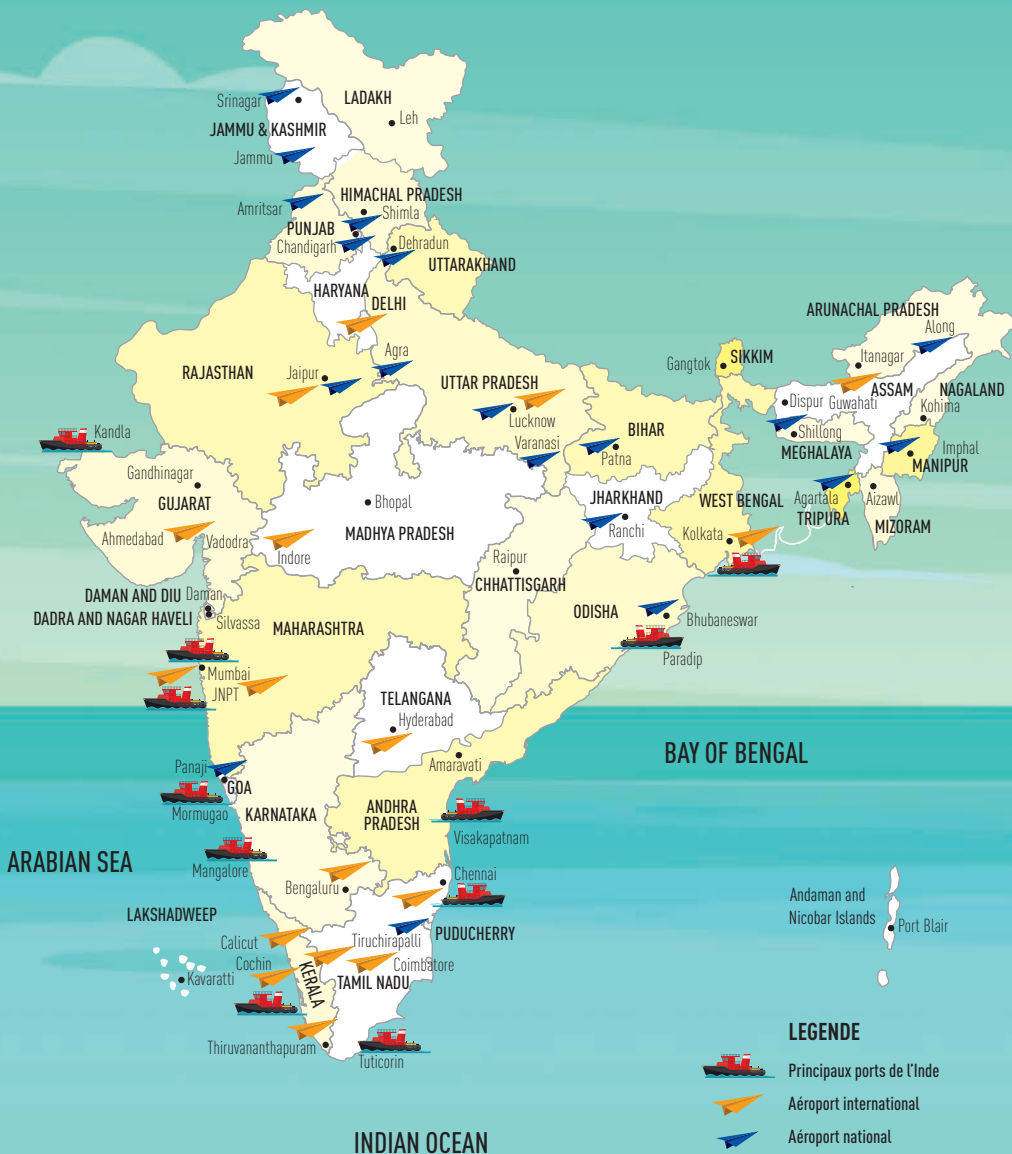 Srinagar
LADAKH
Leh
JAMMU & KASHMIR
Jammu
HIMACHAL PRADESH
Amritsar
Shimla
PUNJAB
Chandigarh
Dehradun
UTTARAKHAND
HARYANA
DELHI
ARUNACHAL PRADESH
Along
RAJASTHAN
Jaipur
Agra
UTTAR PRADESH
Lucknow
Gangtok
SIKKIM
Itanagar
ASSAM
NAGALAND
Dispur
Guwahati
Kohima
Kandla
Varanasi
BIHAR
Patna
Shillong
MEGHALAYA
Imphal
MANIPUR
Gandhinagar
GUJARAT
Bhopal
JHARKHAND
WEST BENGAL
Agartala
Aizawl
TRIPURA
MIZORAM
Ahmedabad
Vadodra
MADHYA PRADESH
Indore
Ranchi
Kolkata
Raipur
CHHATTISGARH
DAMAN AND DIU
Daman
DADRA AND NAGAR HAVELI
Silvassa
MAHARASHTRA
ODISHA
Bhubaneswar
Paradip
Mumbai
JNPT
TELANGANA
Hyderabad
Amaravati
BAY OF BENGAL
Panaji
GOA
Mormugao
KARNATAKA
ANDHRA
PRADESH
Visakapatnam
ARABIAN SEA
Mangalore
Bengaluru
Chennai
Andaman and
Nicobar Islands
Port Blair
LAKSHADWEEP
Kavaratti
Calicut
Cochin
KERALA
Tiruchirapalli
PUDUCHERRY
Coimbatore
TAMIL NADU
Thiruvananthapuram
Tuticorin
LEGENDE
Principaux ports de l'Inde
Aéroport international
Aéroport national
INDIAN OCEAN